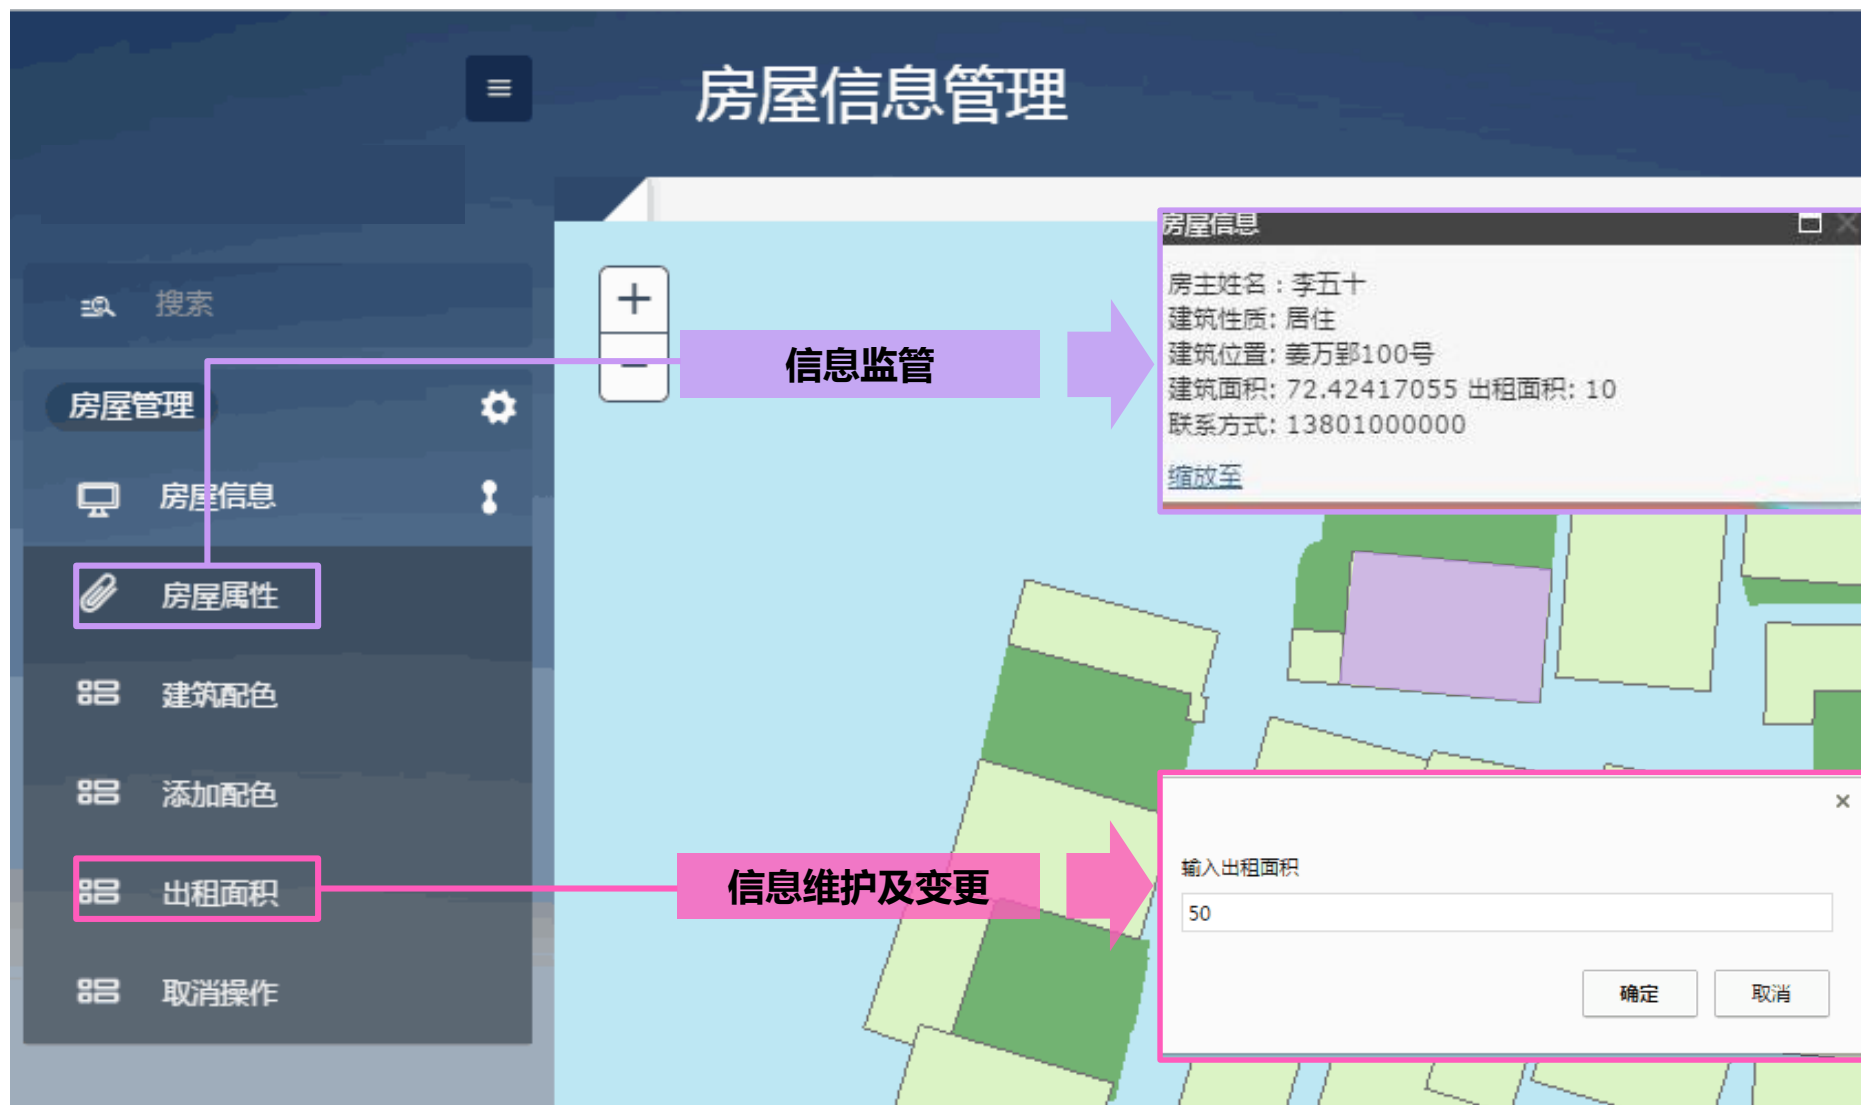 房屋信息管理
搜索
房屋管理
房屋信息
房屋属性
建筑配色
添加配色
出租面积
取消操作
+
−
信息监管
房屋信息
房主姓名：李五十
建筑性质: 居住
建筑位置: 姜万郢100号
建筑面积: 72.42417055 出租面积: 10
联系方式: 13801000000
缩放至
信息维护及变更
输入出租面积
50
确定
取消